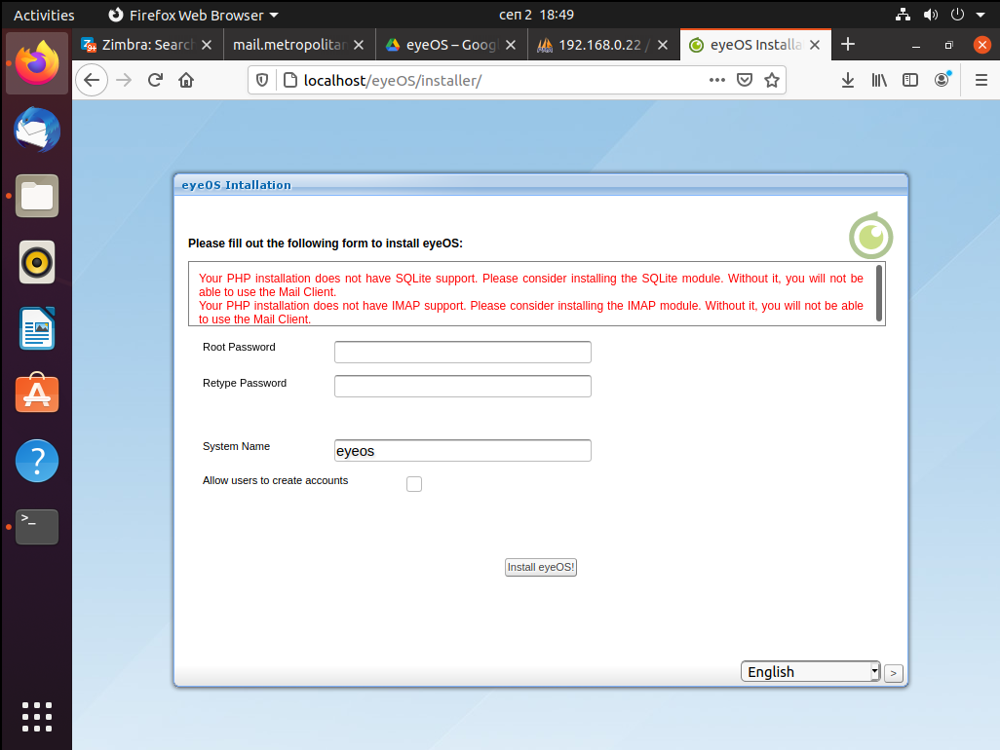 Activities
Firefox Web Browser
сеп 2 18:49
Zimbra: Searc
mail.metropolitan
eyeOS – Goog
192.168.0.22 /
eyeOS Installa
localhost/eyeOS/installer/
eyeOS Intallation
Please fill out the following form to install eyeOS:
Your PHP installation does not have SQLite support. Please consider installing the SQLite module. Without it, you will not be
able to use the Mail Client.
Your PHP installation does not have IMAP support. Please consider installing the IMAP module. Without it, you will not be able
to use the Mail Client.
Root Password
Retype Password
System Name
eyeos
Allow users to create accounts
Install eyeOS!
English
>